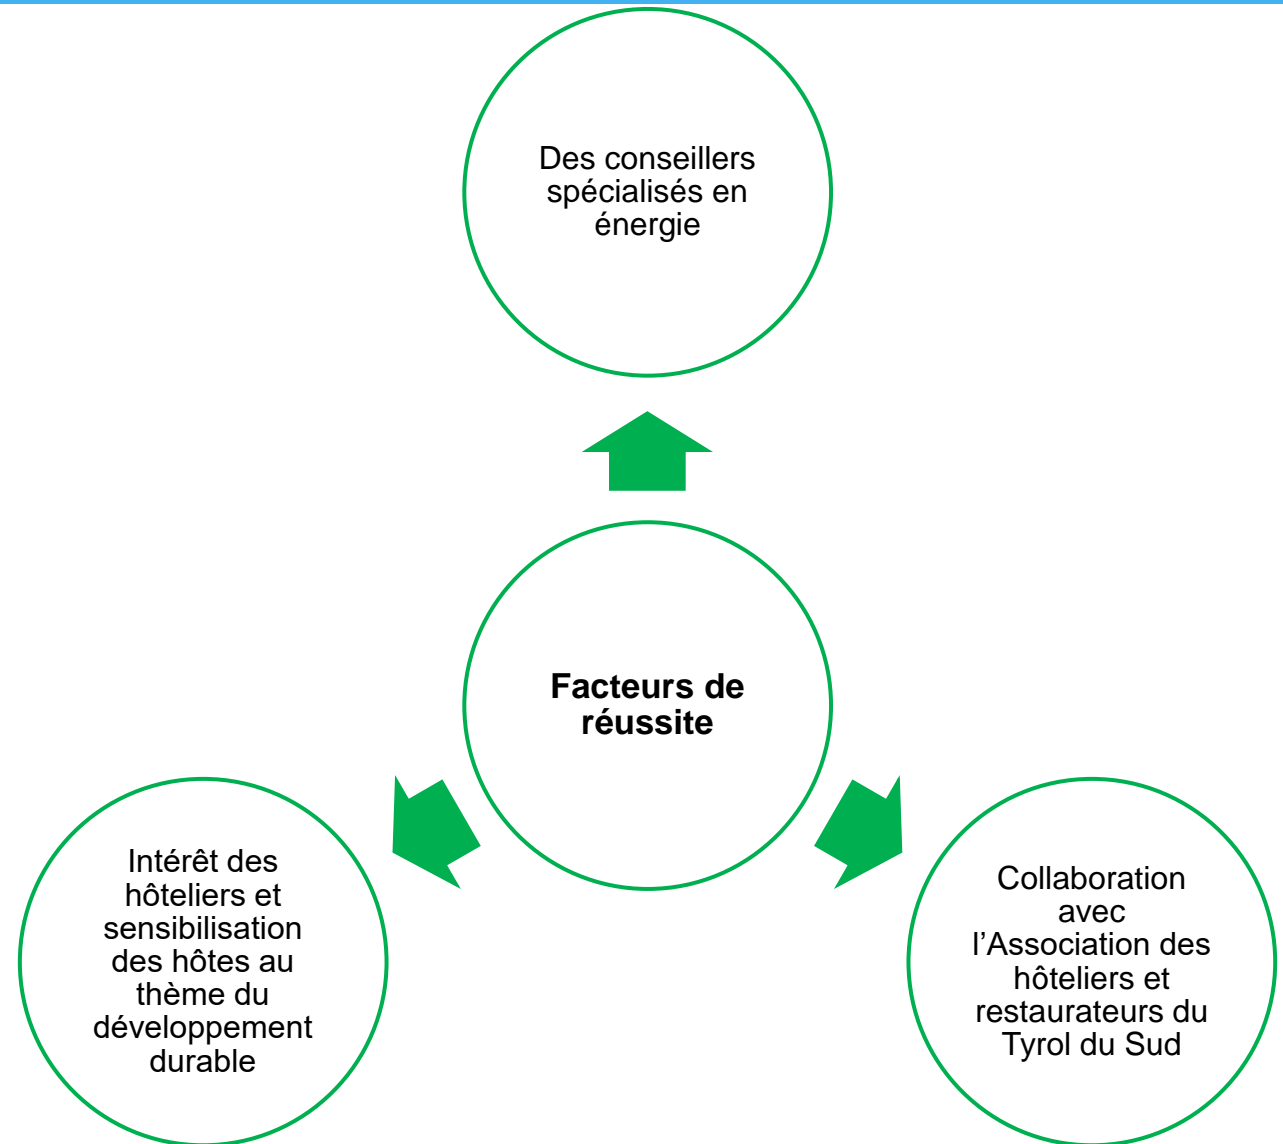 Des conseillers
spécialisés en
énergie
Facteurs de
réussite
Intérêt des
hôteliers et
sensibilisation
des hôtes au
thème du
développement
durable
Collaboration
avec
l’Association des
hôteliers et
restaurateurs du
Tyrol du Sud